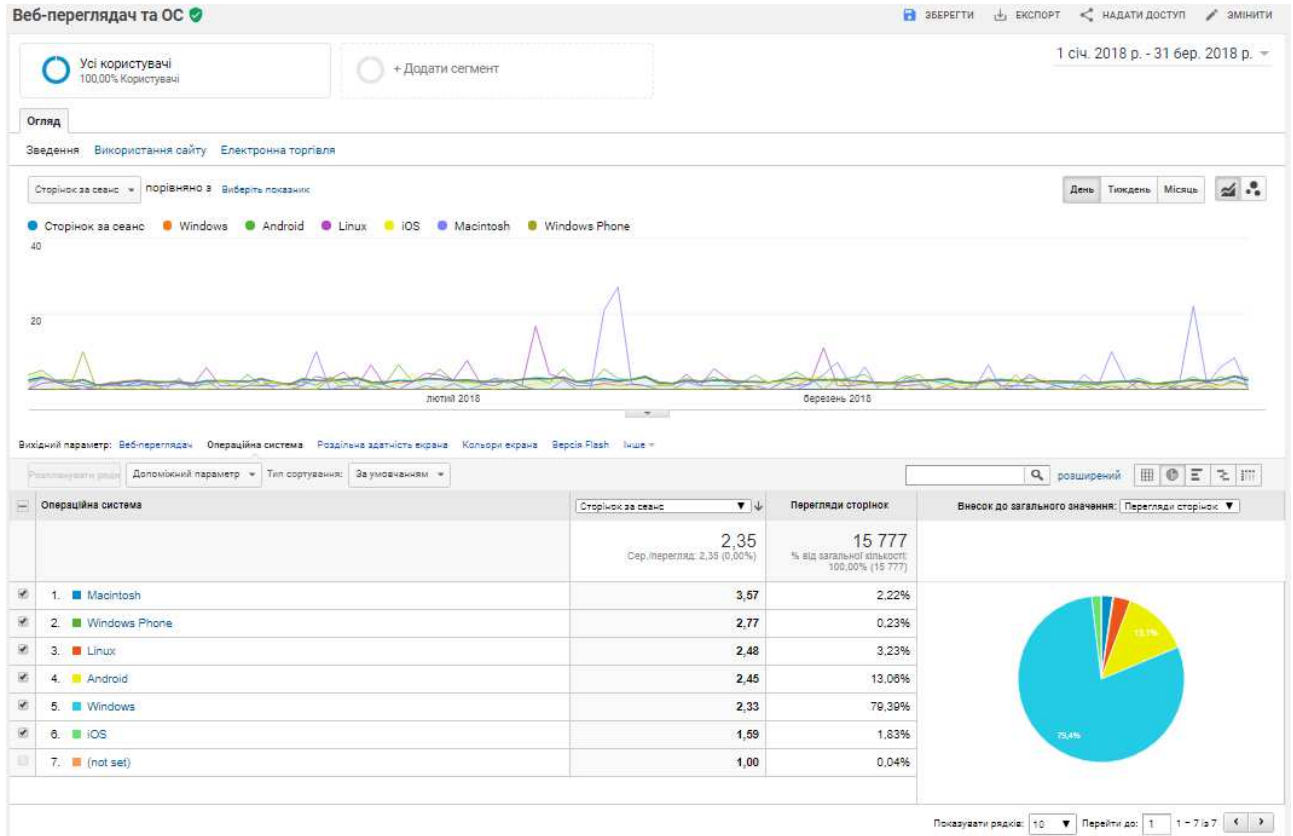 Веб-переглядач та ОС
ЗБЕРЕГТИ ЕКСПОРТ НАДАТИ ДОСТУП ЗМІНИТИ
Усі користувачі
100,00% Користувачі
+ Додати сегмент
1 січ. 2018 р. - 31 бер. 2018 р.
Огляд
Зведення Використання сайту Електронна торгівля
Сторінок за сеанс порівняно з Виберіть показник
День Тиждень Місяць
Сторінок за сеанс Windows Android Linux iOS Macintosh Windows Phone
40
20
лютий 2018 березень 2018
Вихідний параметр: Веб-переглядач Операційна система Роздільна здатність екрана Кольори екрана Версія Flash Інше
Розпланувати рядки Допоміжний параметр Тип сортування: За умовчанням
розширений
Операційна система Сторінок за сеанс Перегляди сторінок Внесок до загального значення: Перегляди сторінок
2,35 15 777
Сер./перегляд: 2,35 (0,00%) % від загальної кількості: 100,00% (15 777)
1. Macintosh 3,57 2,22%
2. Windows Phone 2,77 0,23%
3. Linux 2,48 3,23%
4. Android 2,45 13,06%
5. Windows 2,33 79,39%
6. iOS 1,59 1,83%
7. (not set) 1,00 0,04%
13,1%
79,4%
Показувати рядків: 10 Перейти до: 1 1 – 7 із 7